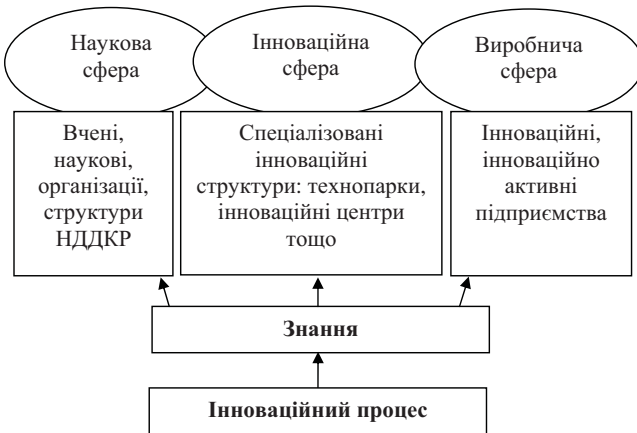 Наукова
сфера
Інноваційна
сфера
Виробнича
сфера
Вчені,
наукові,
організації,
структури
НДДКР
Спеціалізовані
інноваційні
структури: технопарки,
інноваційні центри
тощо
Інноваційні,
інноваційно
активні
підприємства
Знання
Інноваційний процес